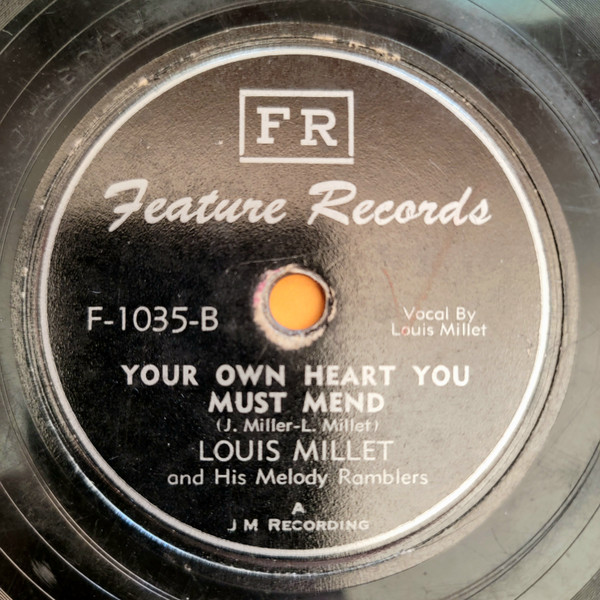 FR
Feature Records
F-1035-B
Vocal By
Louis Millet
YOUR OWN HEART YOU
MUST MEND
(J. Miller-L. Millet)
LOUIS MILLET
and His Melody Ramblers
A
J M RECORDING